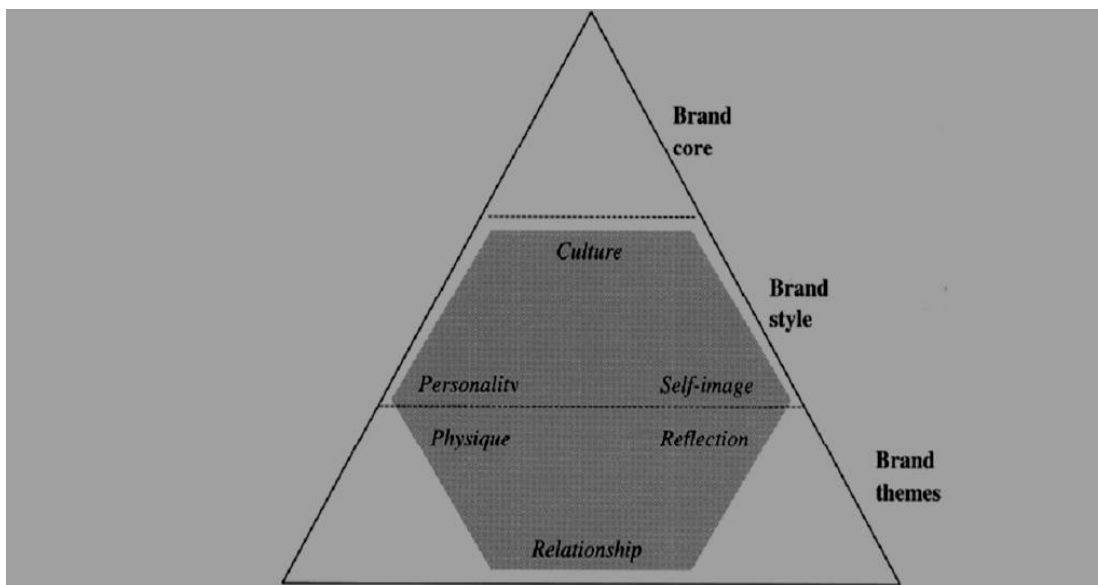 Brand
core
Culture
Brand
style
Personality
Self-image
Physique
Reflection
Brand
themes
Relationship